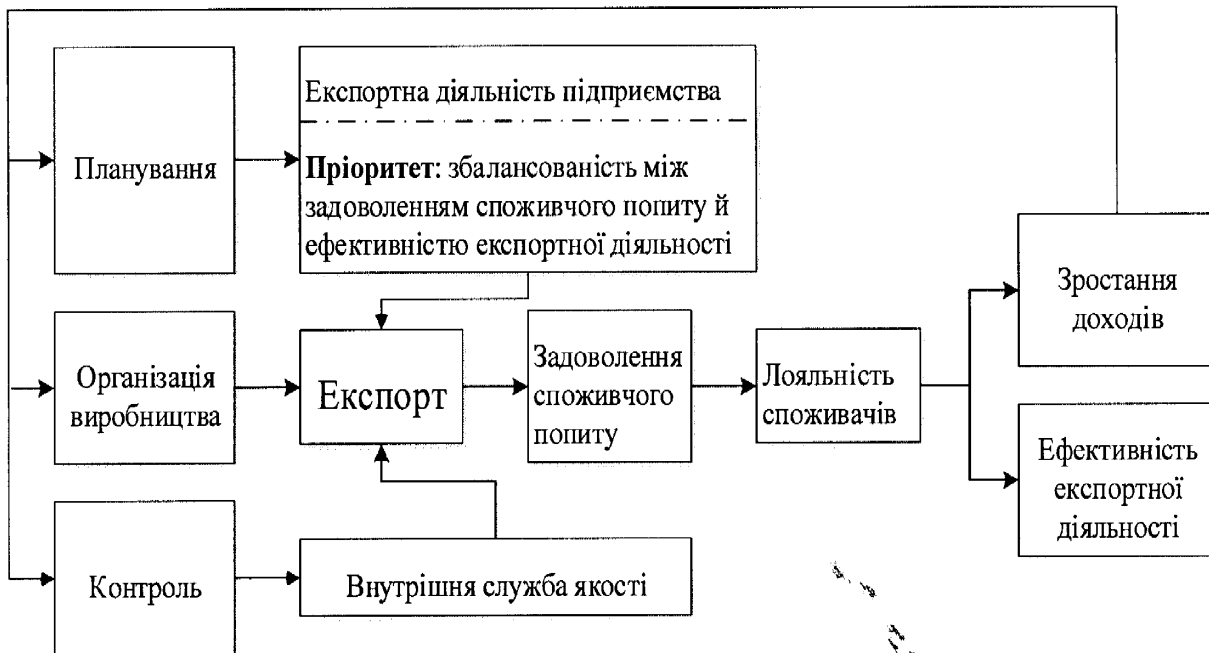 Планування
Експортна діяльність підприємства
Пріоритет: збалансованість між
задоволенням споживчого попиту й
ефективністю експортної діяльності
Зростання
доходів
Організація
виробництва
Експорт
Задоволення
споживчого
попиту
Лояльність
споживачів
Ефективність
експортної
діяльності
Контроль
Внутрішня служба якості